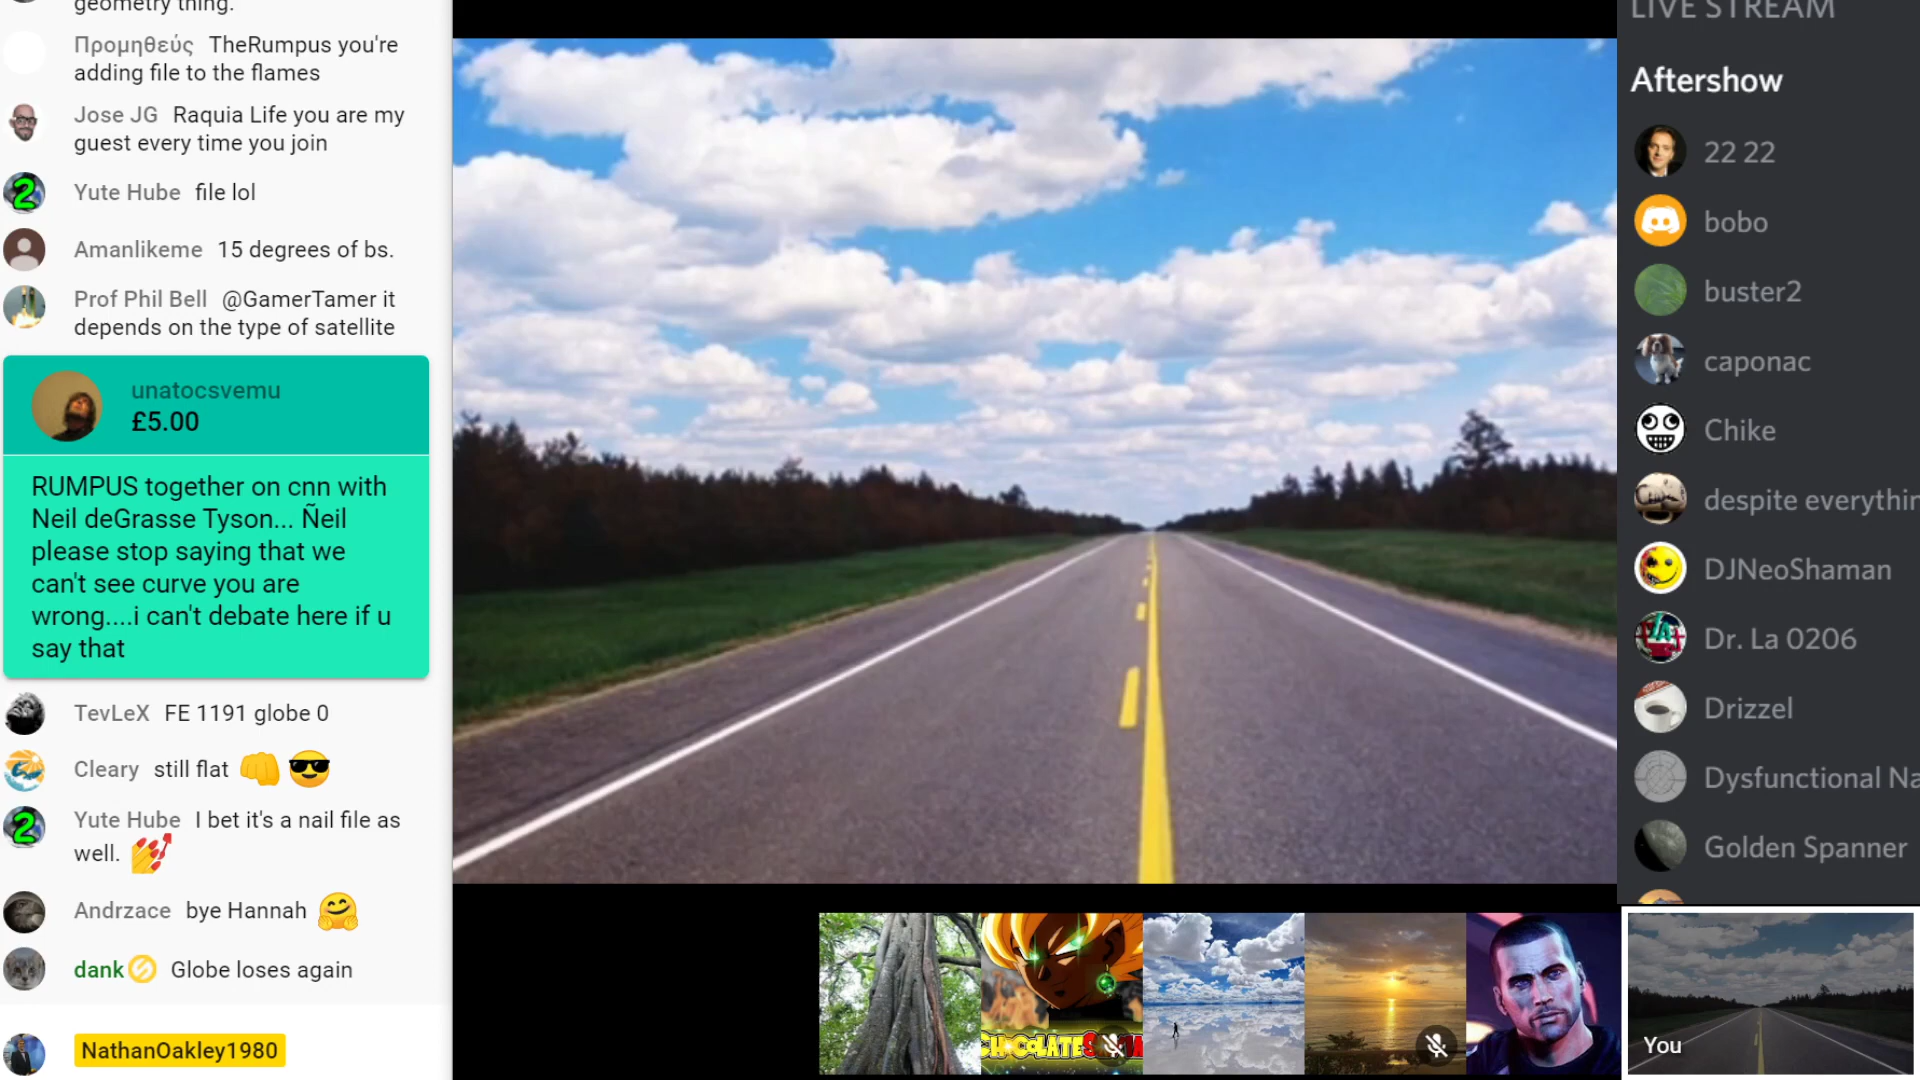 geometry thing.
Προμηθεύς TheRumpus you're
adding file to the flames
Jose JG Raquia Life you are my
guest every time you join
Yute Hube file lol
Amanlikeme 15 degrees of bs.
Prof Phil Bell @GamerTamer it
depends on the type of satellite
unatocsvemu
£5.00
RUMPUS together on cnn with
Neil deGrasse Tyson... Ñeil
please stop saying that we
can't see curve you are
wrong....i can't debate here if u
say that
TevLeX FE 1191 globe 0
Cleary still flat 👊 😎
Yute Hube I bet it's a nail file as
well. 💅
Andrzace bye Hannah 🤗
dank Globe loses again
NathanOakley1980
You
LIVE STREAM
Aftershow
22 22
bobo
buster2
caponac
Chike
despite everythin
DJNeoShaman
Dr. La 0206
Drizzel
Dysfunctional Na
Golden Spanner